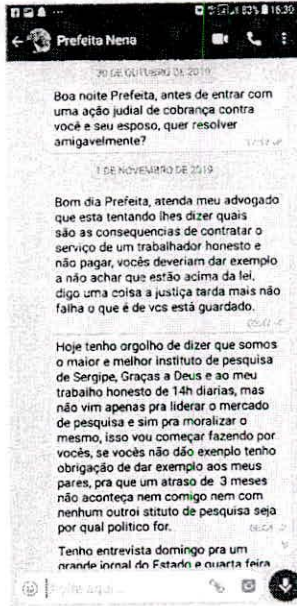 83% 16:30
Prefeita Nena
30 DE OUTUBRO DE 2019
Boa noite Prefeita, antes de entrar com
uma ação judial de cobrança contra
você e seu esposo, quer resolver
amigavelmente?
1 DE NOVEMBRO DE 2019
Bom dia Prefeita, atenda meu advogado
que esta tentando lhes dizer quais
são as consequencias de contratar o
serviço de um trabalhador honesto e
não pagar, vocês deveriam dar exemplo
a não achar que estão acima da lei,
digo uma coisa a justiça tarda mais não
falha o que é de vcs está guardado.
Hoje tenho orgolho de dizer que somos
o maior e melhor instituto de pesquisa
de Sergipe, Graças a Deus e ao meu
trabalho honesto de 14h diarias, mas
não vim apenas pra liderar o mercado
de pesquisa e sim pra moralizar o
mesmo, isso vou começar fazendo por
vocês, se vocês não dão exenplo tenho
obrigação de dar exemplo aos meus
pares, pra que um atraso de 3 meses
não aconteça nem comigo nem com
nenhum outroi stituto de pesquisa seja
por qual politico for.
Tenho entrevista domingo pra um
grande jornal do Estado e quarta feira